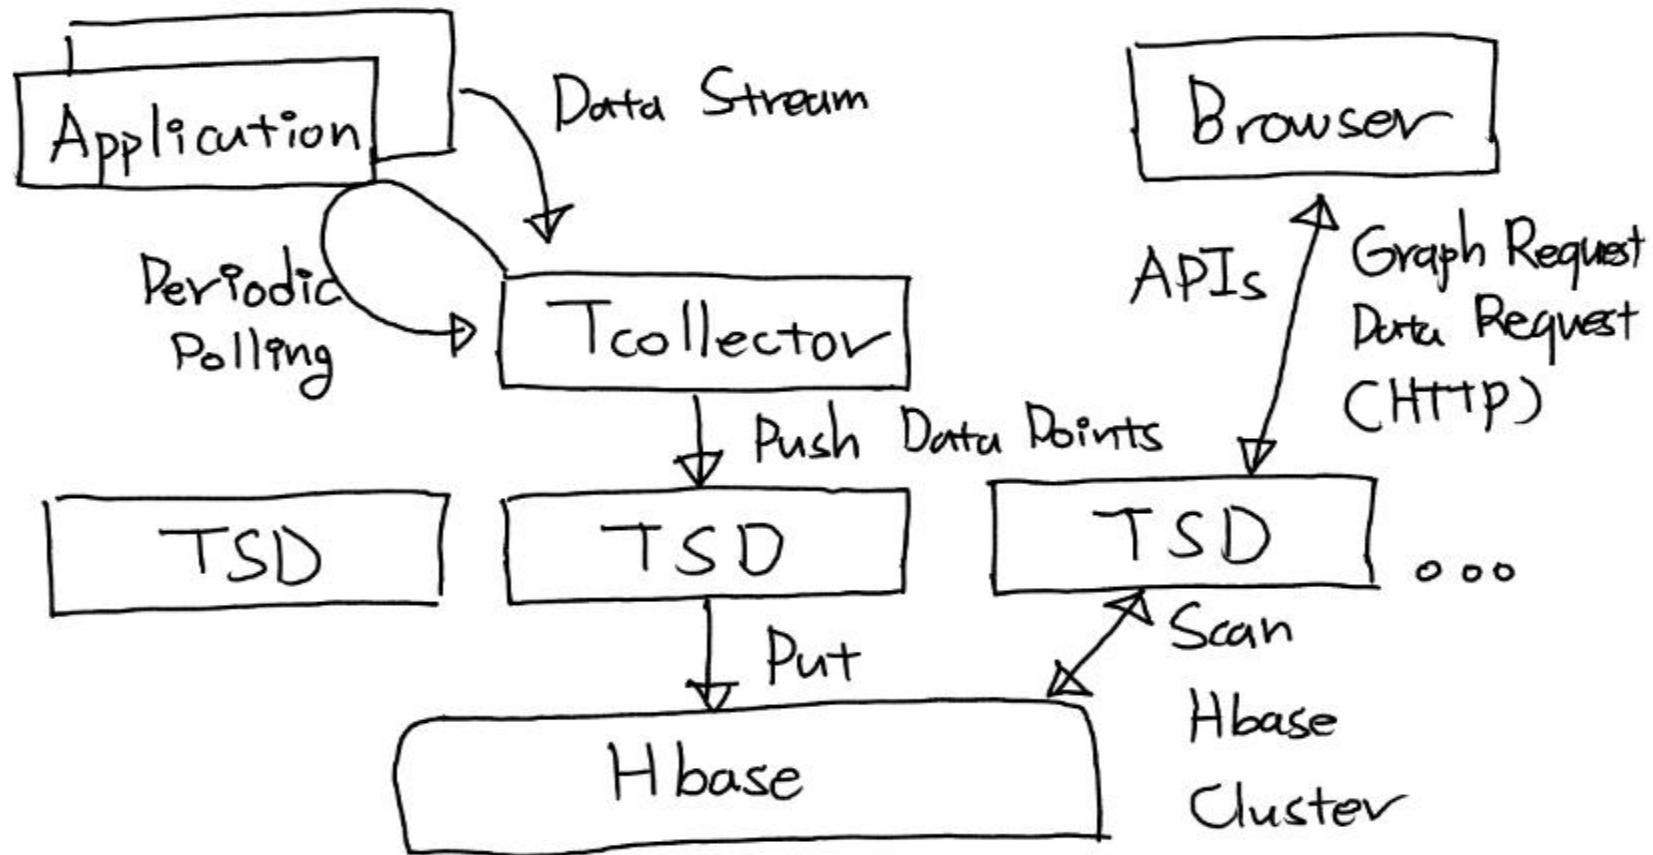 Application
Data Stream
Browser
Periodic
Polling
Tcollector
APIs
Graph Request
Data Request
(HTTP)
Push Data Points
TSD
TSD
TSD
Put
Scan
Hbase
Cluster
Hbase